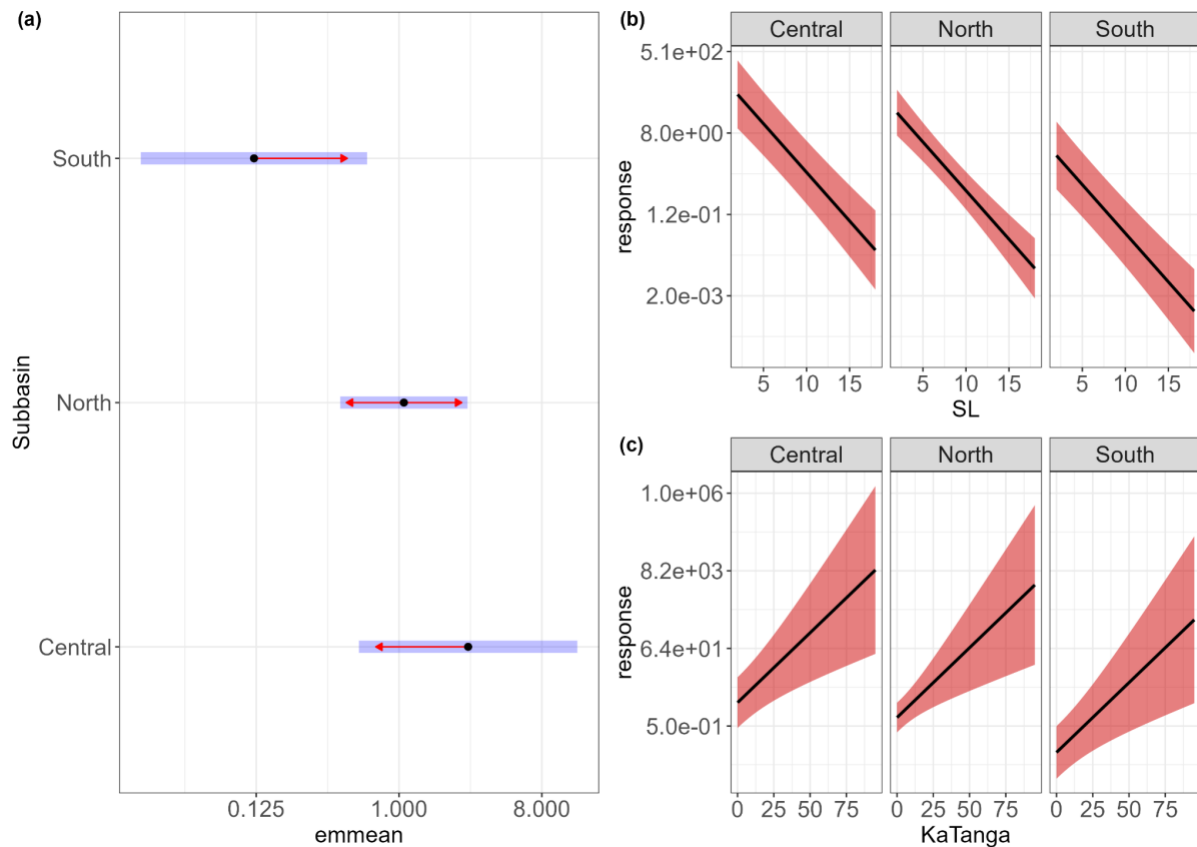 (a)
South
North
Central
Subbasin
0.125 1.000 8.000
emmean
(b)
Central North South
5.1e+02
8.0e+00
1.2e-01
2.0e-03
response
5 10 15 5 10 15 5 10 15
SL
(c)
Central North South
1.0e+06
8.2e+03
6.4e+01
5.0e-01
response
0 25 50 75 0 25 50 75 0 25 50 75
KaTanga